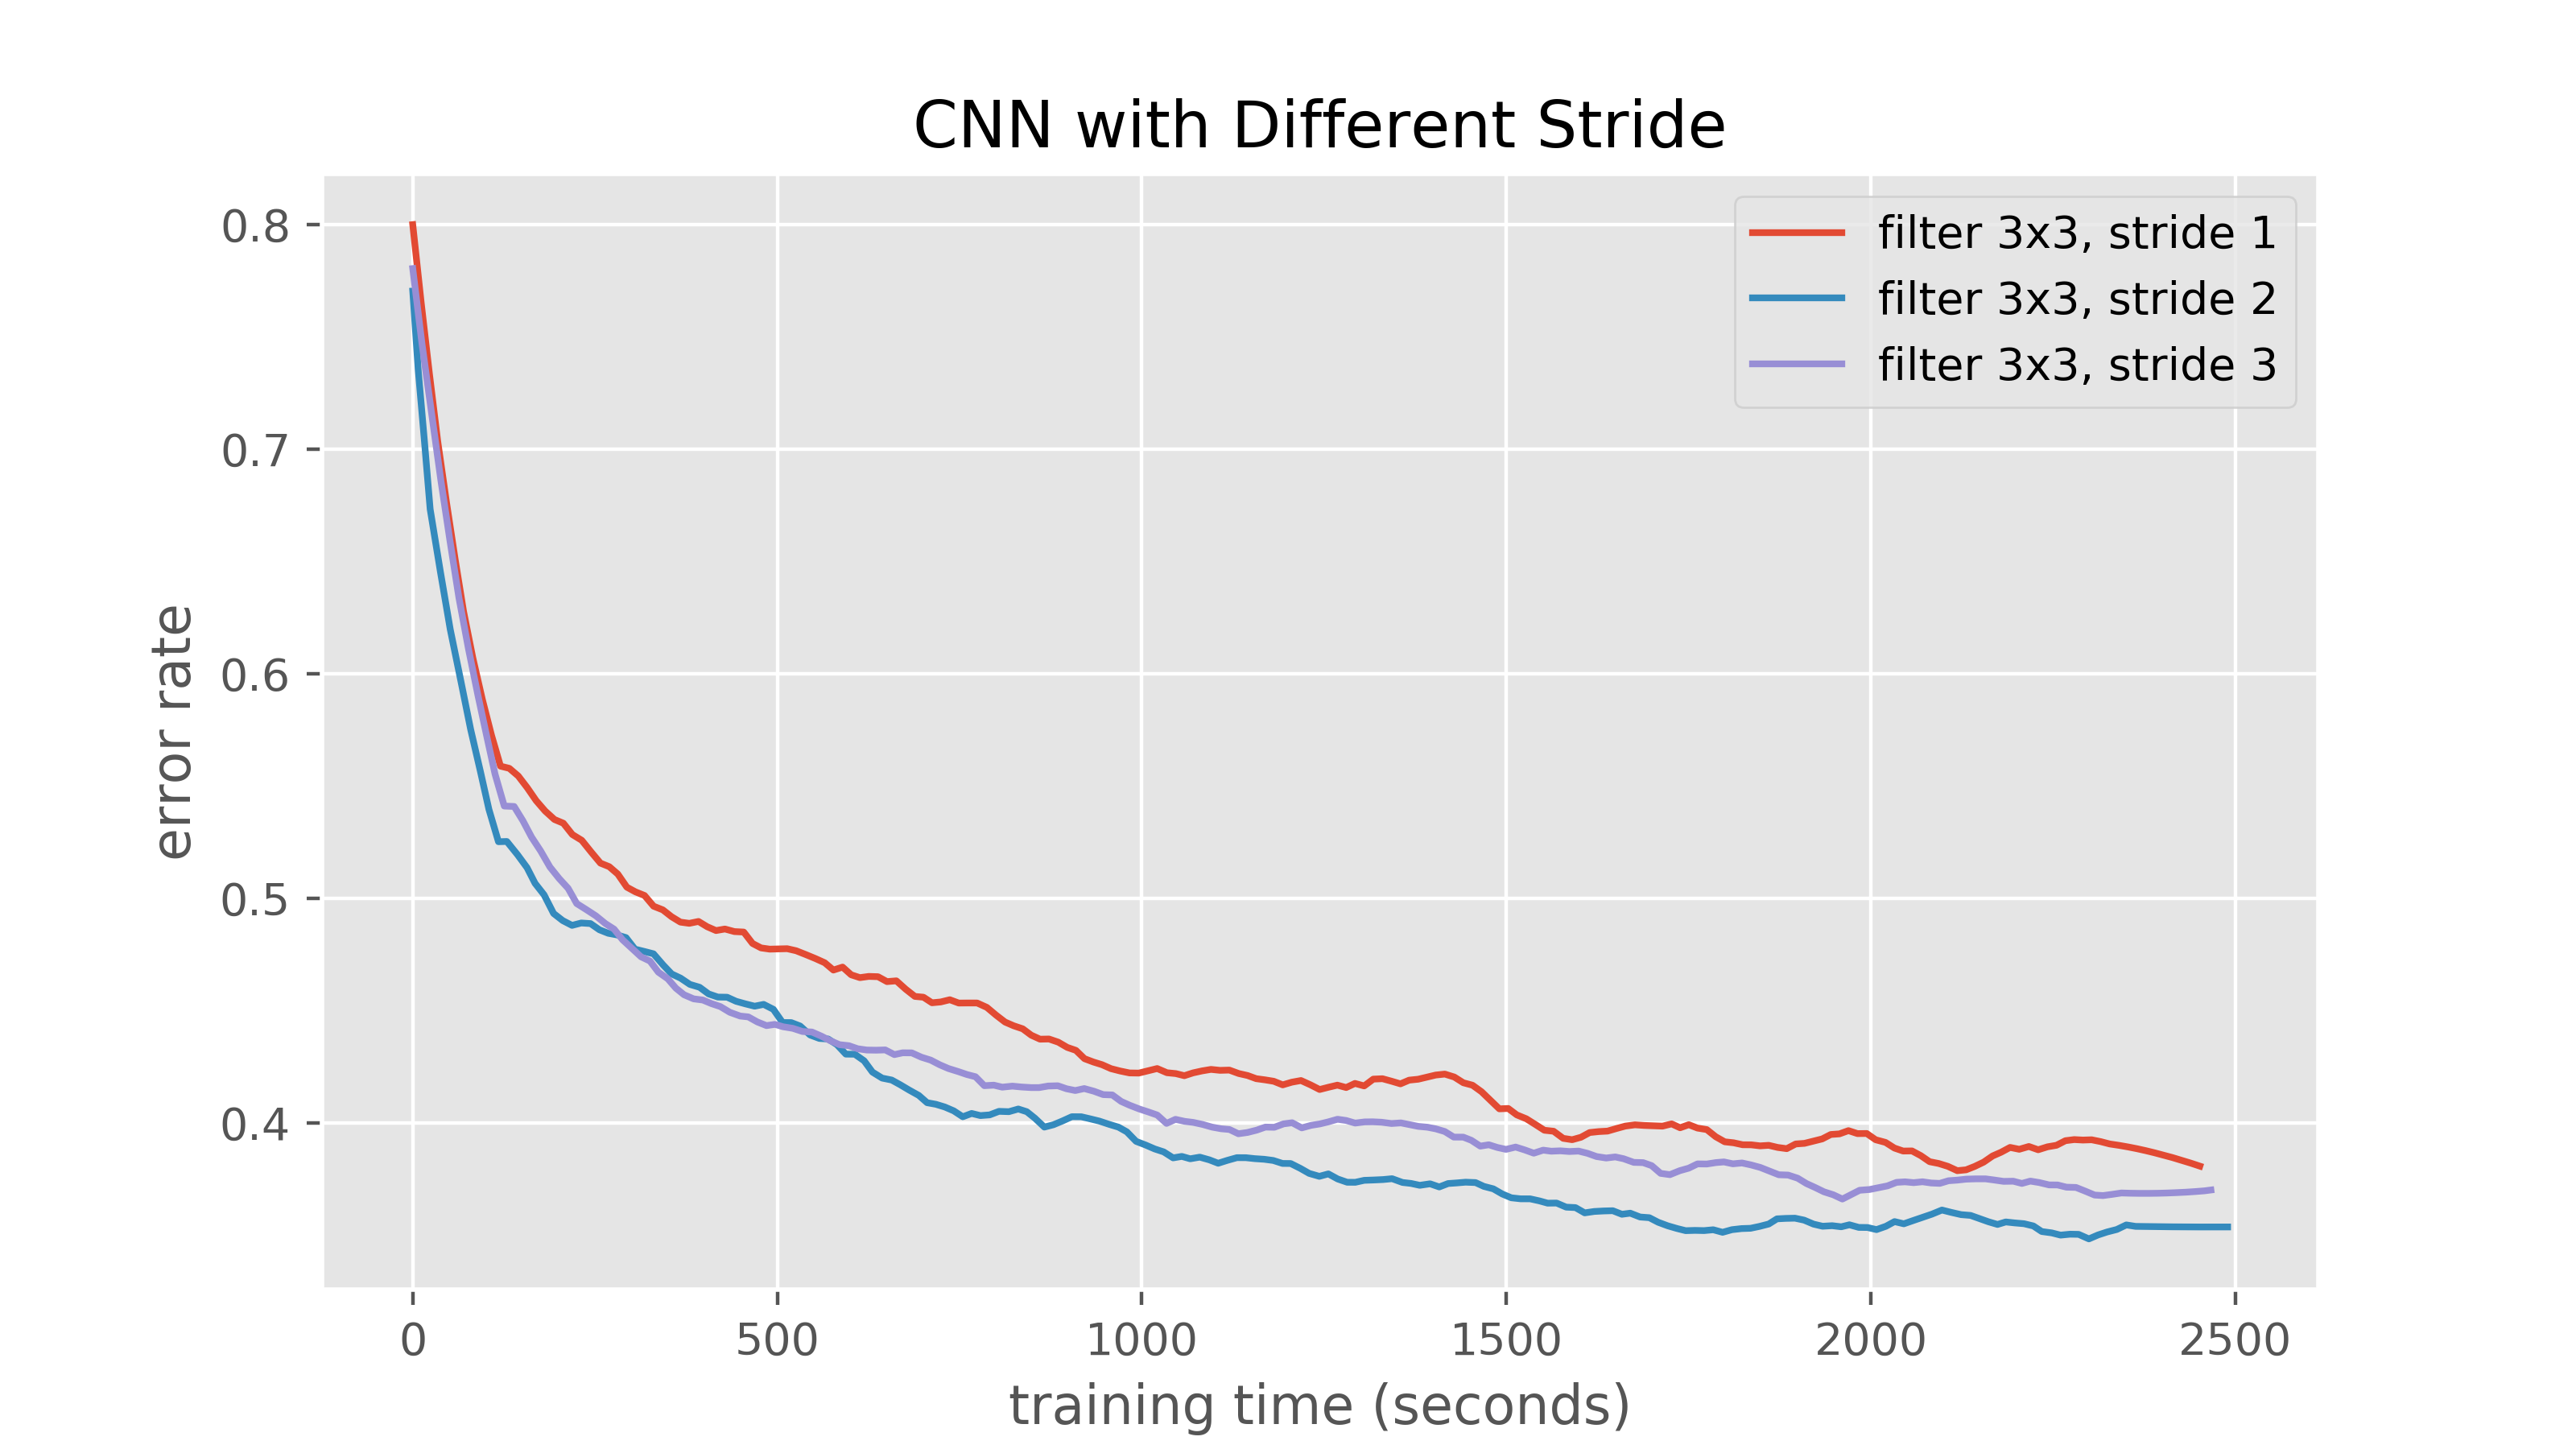 CNN with Different Stride
filter 3x3, stride 1
filter 3x3, stride 2
filter 3x3, stride 3
error rate
0.8
0.7
0.6
0.5
0.4
0
500
1000
1500
2000
2500
training time (seconds)